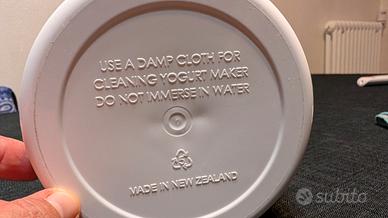 USE A DAMP CLOTH FOR
CLEANING YOGURT MAKER
DO NOT IMMERSE IN WATER
MADE IN NEW ZEALAND
subito